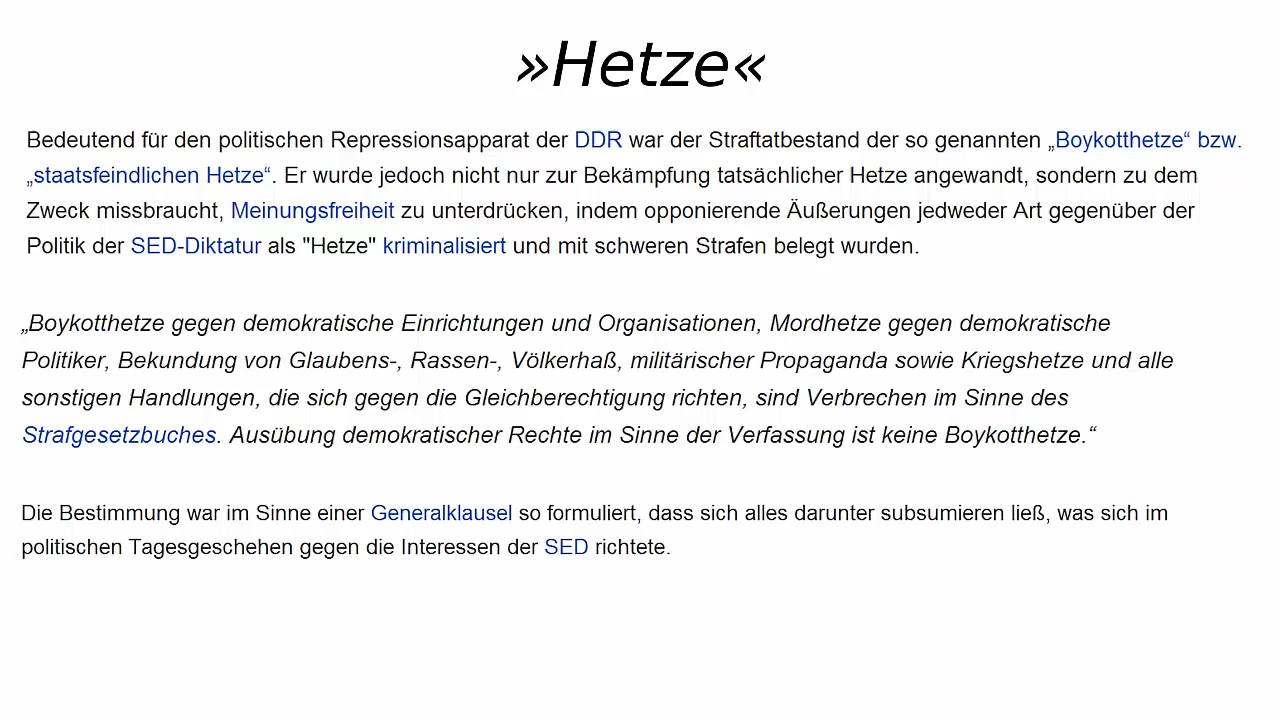 »Hetze«
Bedeutend für den politischen Repressionsapparat der DDR war der Straftatbestand der so genannten „Boykotthetze“ bzw.
„staatsfeindlichen Hetze“. Er wurde jedoch nicht nur zur Bekämpfung tatsächlicher Hetze angewandt, sondern zu dem
Zweck missbraucht, Meinungsfreiheit zu unterdrücken, indem opponierende Äußerungen jedweder Art gegenüber der
Politik der SED-Diktatur als "Hetze" kriminalisiert und mit schweren Strafen belegt wurden.
„Boykotthetze gegen demokratische Einrichtungen und Organisationen, Mordhetze gegen demokratische
Politiker, Bekundung von Glaubens-, Rassen-, Völkerhaß, militärischer Propaganda sowie Kriegshetze und alle
sonstigen Handlungen, die sich gegen die Gleichberechtigung richten, sind Verbrechen im Sinne des
Strafgesetzbuches. Ausübung demokratischer Rechte im Sinne der Verfassung ist keine Boykotthetze.“
Die Bestimmung war im Sinne einer Generalklausel so formuliert, dass sich alles darunter subsumieren ließ, was sich im
politischen Tagesgeschehen gegen die Interessen der SED richtete.